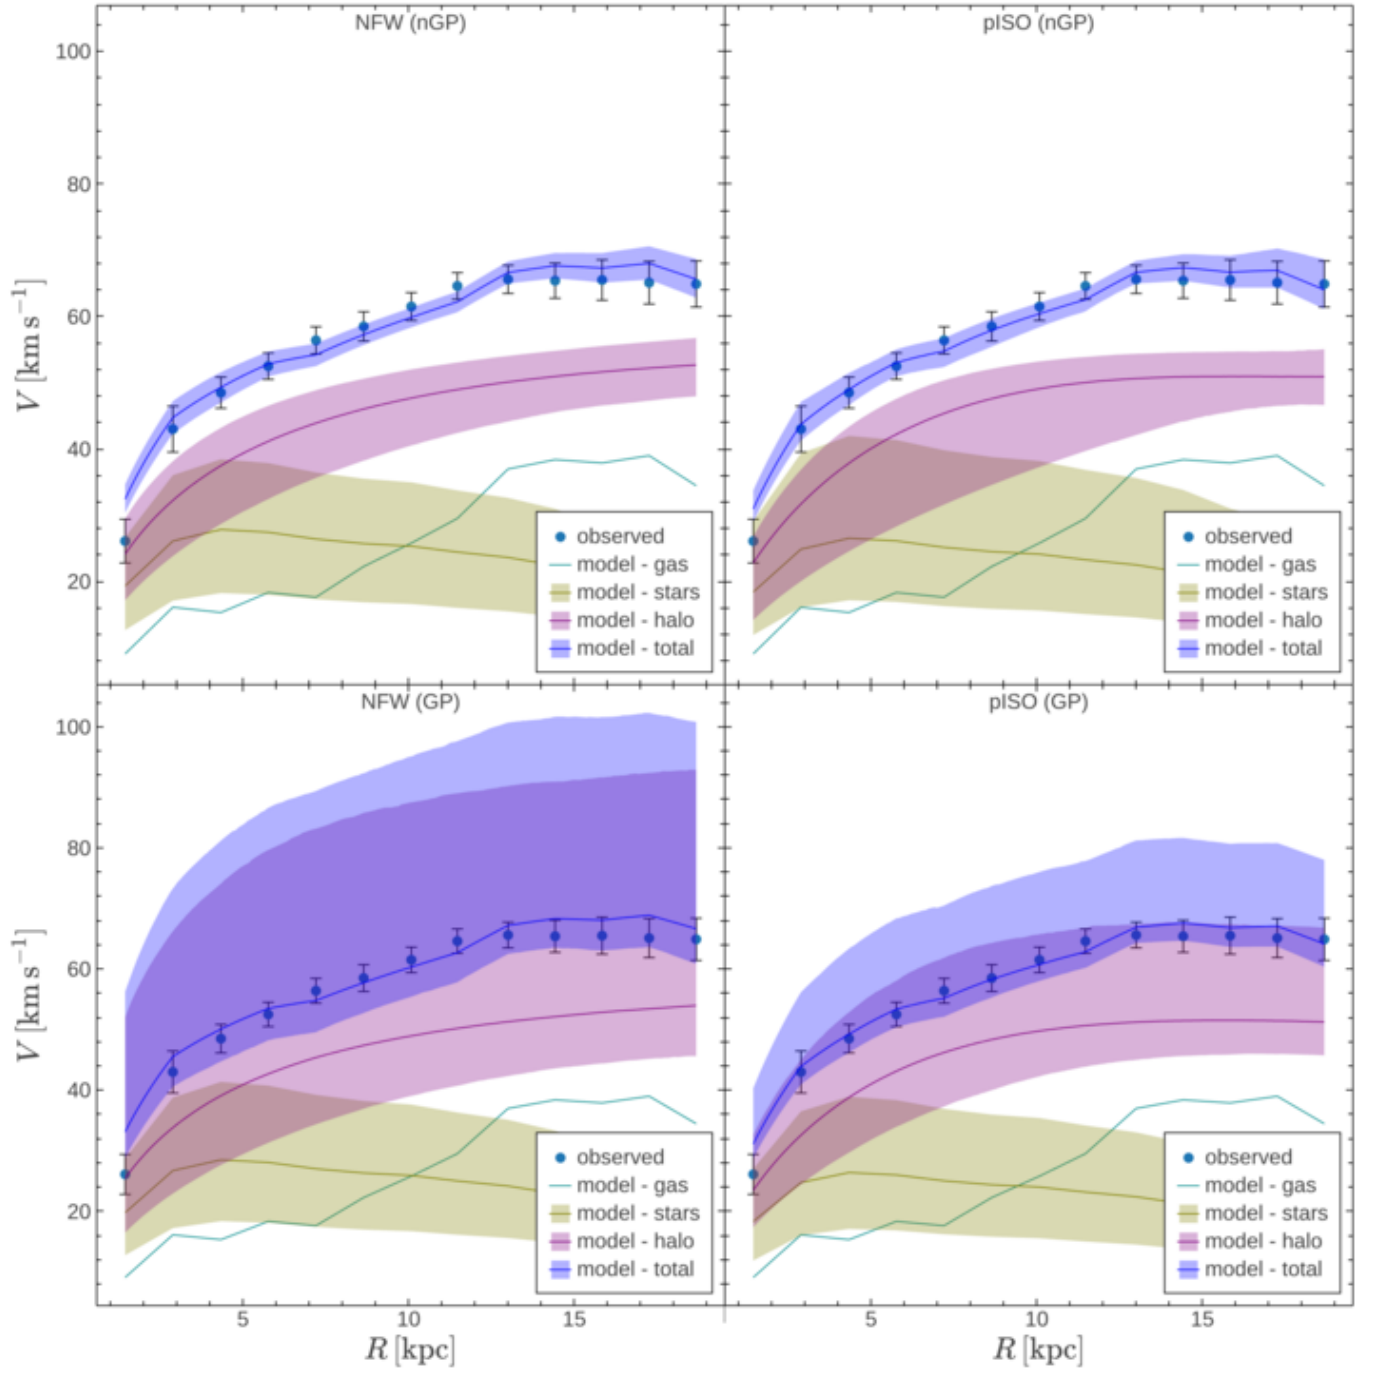 NFW (nGP)
pISO (nGP)
100
80
60
40
20
V [km s⁻¹]
observed
model - gas
model - stars
model - halo
model - total
observed
model - gas
model - stars
model - halo
model - total
NFW (GP)
pISO (GP)
100
80
60
40
20
V [km s⁻¹]
observed
model - gas
model - stars
model - halo
model - total
observed
model - gas
model - stars
model - halo
model - total
5 10 15
5 10 15
R [kpc]
R [kpc]